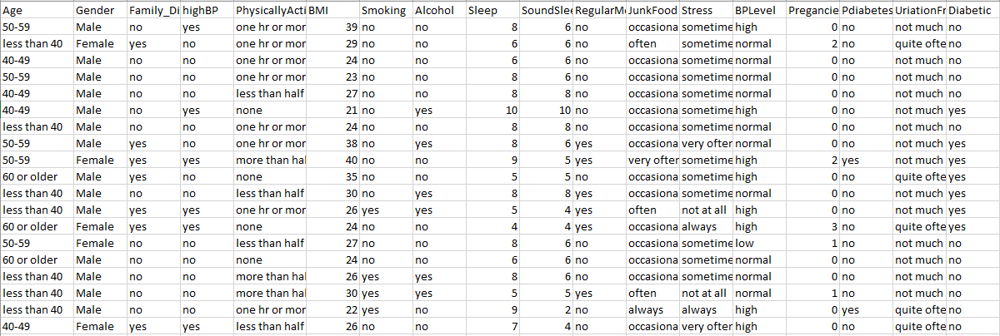 Age Gender Family_Di highBP PhysicallyActi BMI Smoking Alcohol Sleep SoundSlee RegularMe JunkFood Stress BPLevel Pregancie Pdiabetes UriationFr Diabetic
50-59 Male no yes one hr or mor 39 no no 8 6 no occasiona sometime high 0 no not much no
less than 40 Female yes no one hr or mor 29 no no 6 6 no often sometime normal 2 no quite ofte no
40-49 Male no no one hr or mor 24 no no 6 6 no occasiona sometime normal 0 no not much no
50-59 Male no no one hr or mor 23 no no 8 6 no occasiona sometime normal 0 no not much no
40-49 Male no no less than half 27 no no 8 8 no occasiona sometime normal 0 no not much no
40-49 Male no yes none 21 no yes 10 10 no occasiona sometime high 0 no not much yes
less than 40 Male no no one hr or mor 24 no no 8 8 no occasiona sometime normal 0 no not much no
50-59 Male yes no one hr or mor 38 no yes 8 6 yes occasiona very ofter normal 0 no not much yes
50-59 Female yes yes more than hal 40 no no 9 5 yes very ofter sometime high 2 yes not much yes
60 or older Male yes no none 35 no no 5 5 no occasiona sometime high 0 no quite ofte yes
less than 40 Male no no less than half 30 no yes 8 8 yes occasiona sometime normal 0 no not much yes
less than 40 Male yes yes one hr or mor 26 yes yes 5 4 yes often not at all high 0 no not much yes
60 or older Female yes yes none 24 no no 4 4 yes occasiona always high 3 no quite ofte yes
50-59 Female no no less than half 27 no no 8 6 no occasiona sometime low 1 no not much no
60 or older Male no no none 24 no no 6 6 no occasiona sometime normal 0 no not much no
less than 40 Male no no more than hal 26 yes yes 8 6 no occasiona sometime normal 0 no not much no
less than 40 Male no no more than hal 30 yes yes 5 5 yes often not at all normal 1 no not much no
less than 40 Male no no one hr or mor 22 yes no 9 2 no always always high 0 yes quite ofte no
40-49 Female yes yes less than half 26 no no 7 4 no occasiona very ofter high 0 no quite ofte no